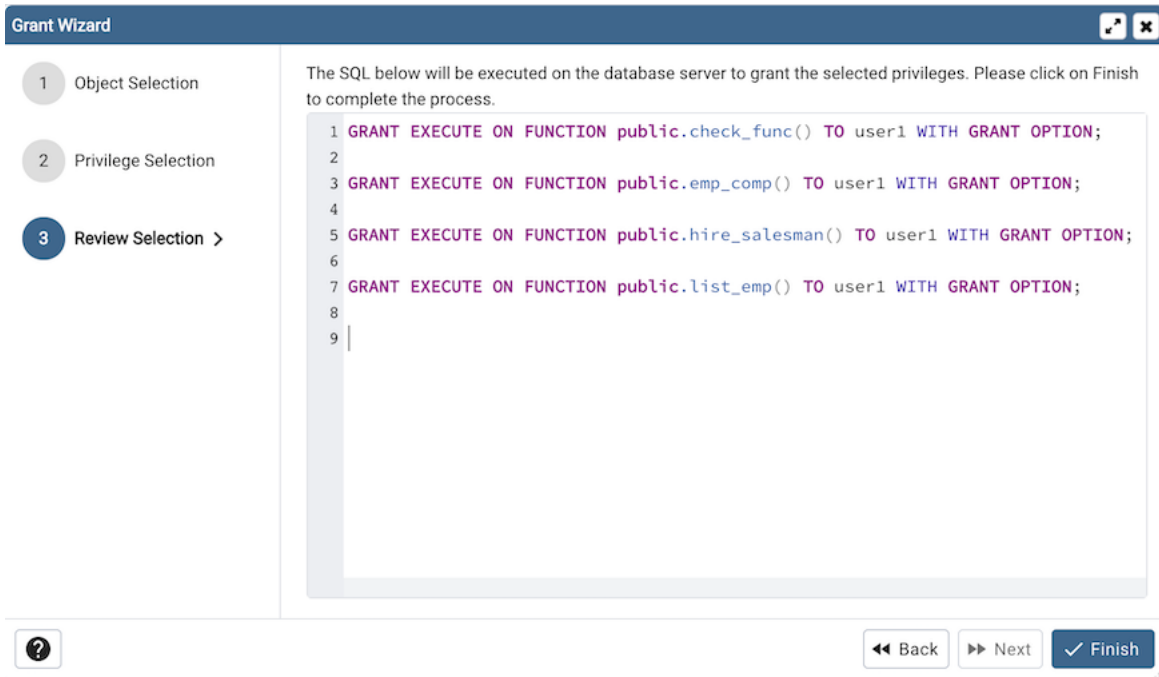 Grant Wizard
1 Object Selection
2 Privilege Selection
3 Review Selection
The SQL below will be executed on the database server to grant the selected privileges. Please click on Finish
to complete the process.
1 GRANT EXECUTE ON FUNCTION public.check_func() TO user1 WITH GRANT OPTION;
2
3 GRANT EXECUTE ON FUNCTION public.emp_comp() TO user1 WITH GRANT OPTION;
4
5 GRANT EXECUTE ON FUNCTION public.hire_salesman() TO user1 WITH GRANT OPTION;
6
7 GRANT EXECUTE ON FUNCTION public.list_emp() TO user1 WITH GRANT OPTION;
8
9
? Back Next Finish